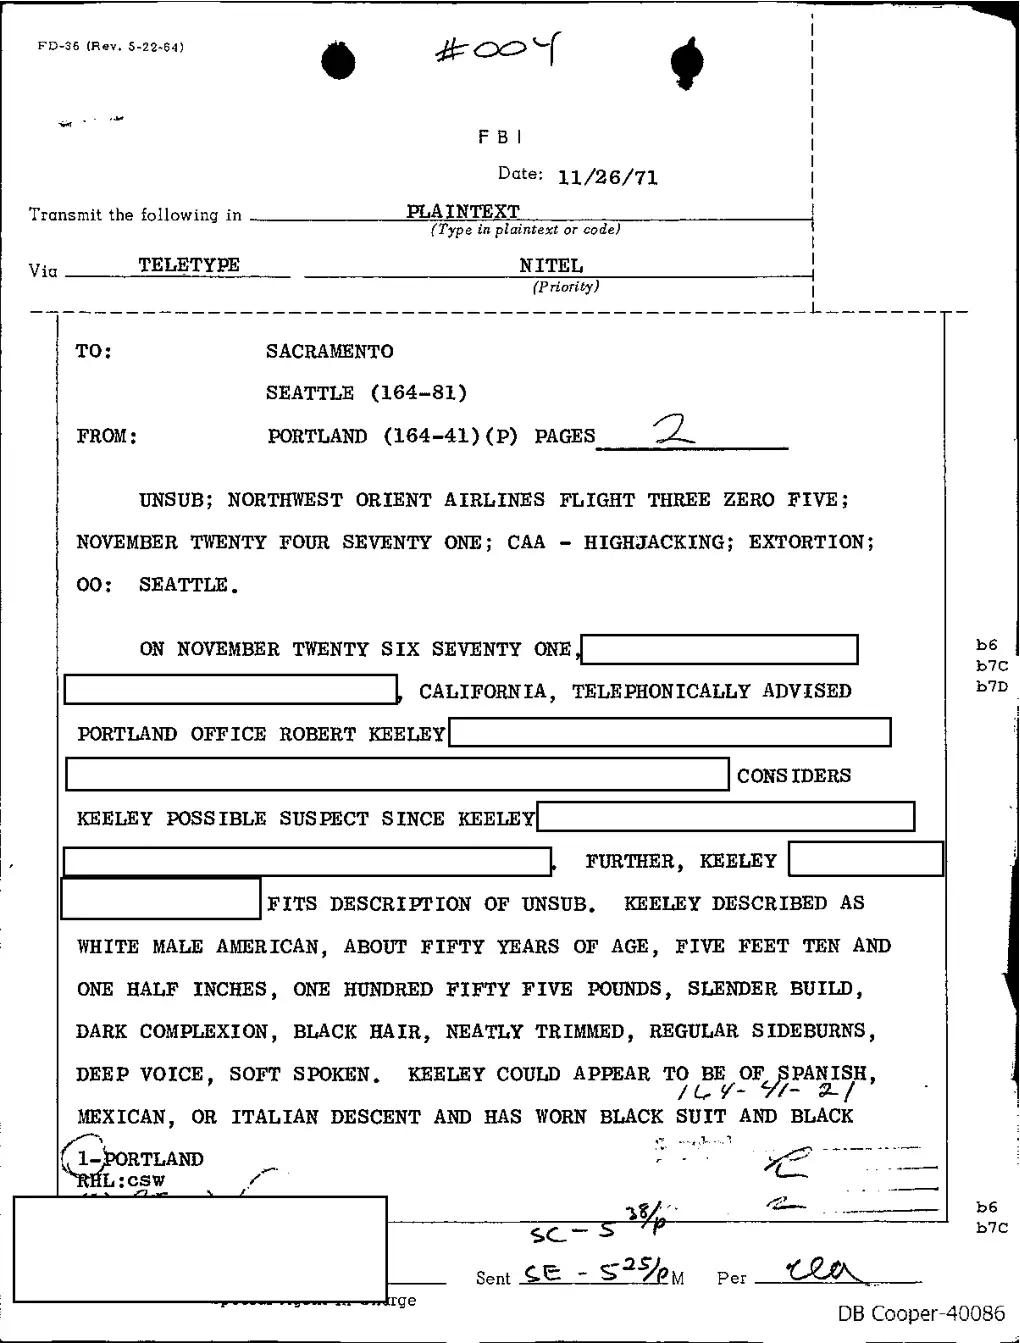 FD-36 (Rev. 5-22-64)
#004
FBI
Date: 11/26/71
Transmit the following in PLAINTEXT
(Type in plaintext or code)
Via TELETYPE NITEL
(Priority)
TO: SACRAMENTO
SEATTLE (164-81)
FROM: PORTLAND (164-41)(P) PAGES 2
UNSUB; NORTHWEST ORIENT AIRLINES FLIGHT THREE ZERO FIVE;
NOVEMBER TWENTY FOUR SEVENTY ONE; CAA - HIGHJACKING; EXTORTION;
OO: SEATTLE.
ON NOVEMBER TWENTY SIX SEVENTY ONE, b6
b7C
, CALIFORNIA, TELEPHONICALLY ADVISED b7D
PORTLAND OFFICE ROBERT KEELEY
CONSIDERS
KEELEY POSSIBLE SUSPECT SINCE KEELEY
. FURTHER, KEELEY
FITS DESCRIPTION OF UNSUB. KEELEY DESCRIBED AS
WHITE MALE AMERICAN, ABOUT FIFTY YEARS OF AGE, FIVE FEET TEN AND
ONE HALF INCHES, ONE HUNDRED FIFTY FIVE POUNDS, SLENDER BUILD,
DARK COMPLEXION, BLACK HAIR, NEATLY TRIMMED, REGULAR SIDEBURNS,
DEEP VOICE, SOFT SPOKEN. KEELEY COULD APPEAR TO BE OF SPANISH,
164-41-21
MEXICAN, OR ITALIAN DESCENT AND HAS WORN BLACK SUIT AND BLACK
1-PORTLAND
RHL:csw
b6
SC - 5 38/p b7C
Sent SE - 5 25/p M Per
in Charge
DB Cooper-40086